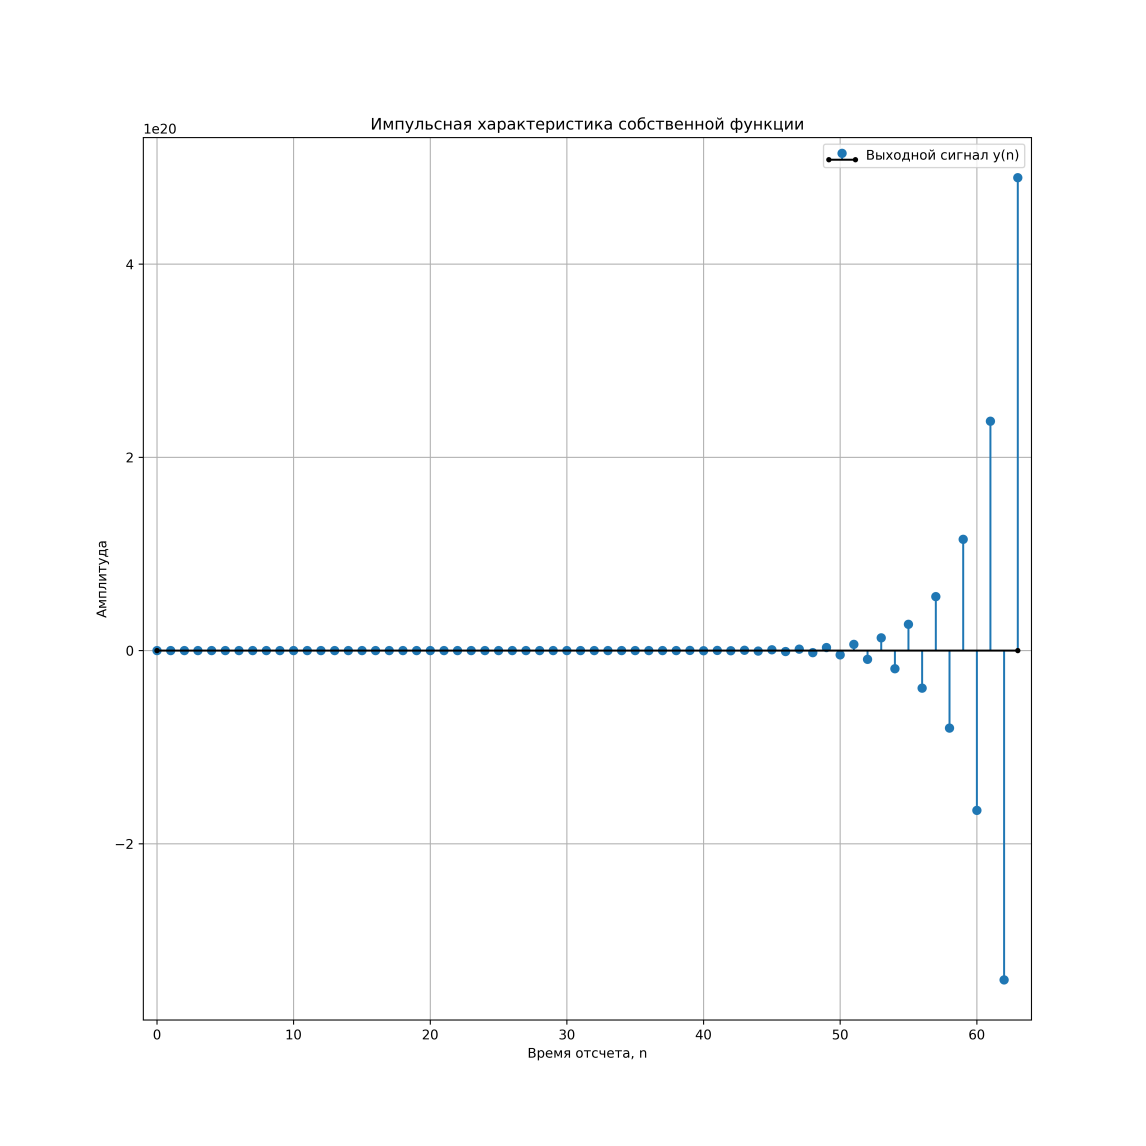 Импульсная характеристика собственной функции
1e20
Выходной сигнал y(n)
4
2
0
−2
Амплитуда
0 10 20 30 40 50 60
Время отсчета, n